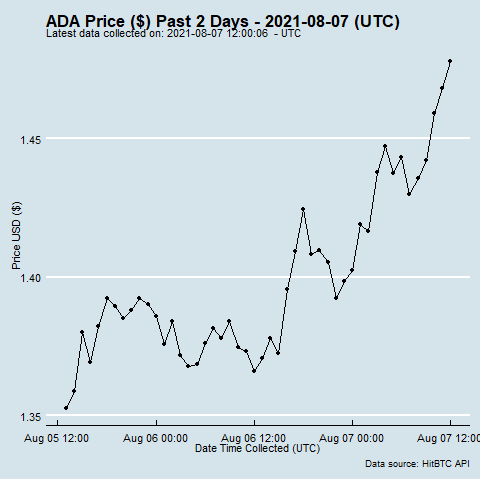 ADA Price ($) Past 2 Days - 2021-08-07 (UTC)
Latest data collected on: 2021-08-07 12:00:06 - UTC
1.45
1.40
1.35
Price USD ($)
Aug 05 12:00 Aug 06 00:00 Aug 06 12:00 Aug 07 00:00 Aug 07 12:00
Date Time Collected (UTC)
Data source: HitBTC API